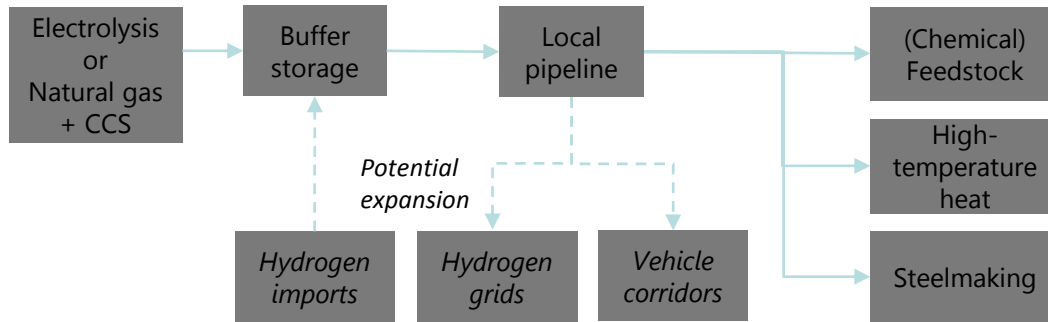 Electrolysis
or
Natural gas
+ CCS
Buffer
storage
Local
pipeline
(Chemical)
Feedstock
High-
temperature
heat
Steelmaking
Potential
expansion
Hydrogen
imports
Hydrogen
grids
Vehicle
corridors